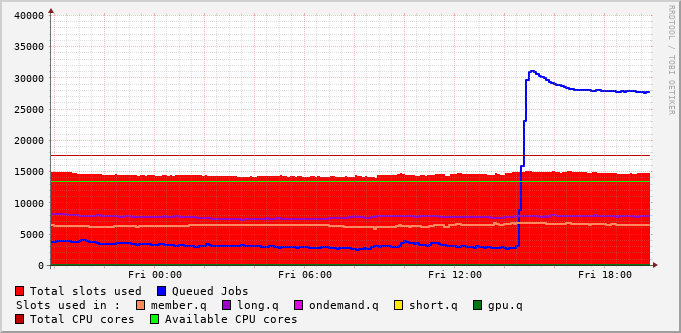 40000
35000
30000
25000
20000
15000
10000
5000
0
Fri 00:00 Fri 06:00 Fri 12:00 Fri 18:00
RRDTOOL / TOBI OETIKER
Total slots used Queued Jobs
Slots used in : member.q long.q ondemand.q short.q gpu.q
Total CPU cores Available CPU cores